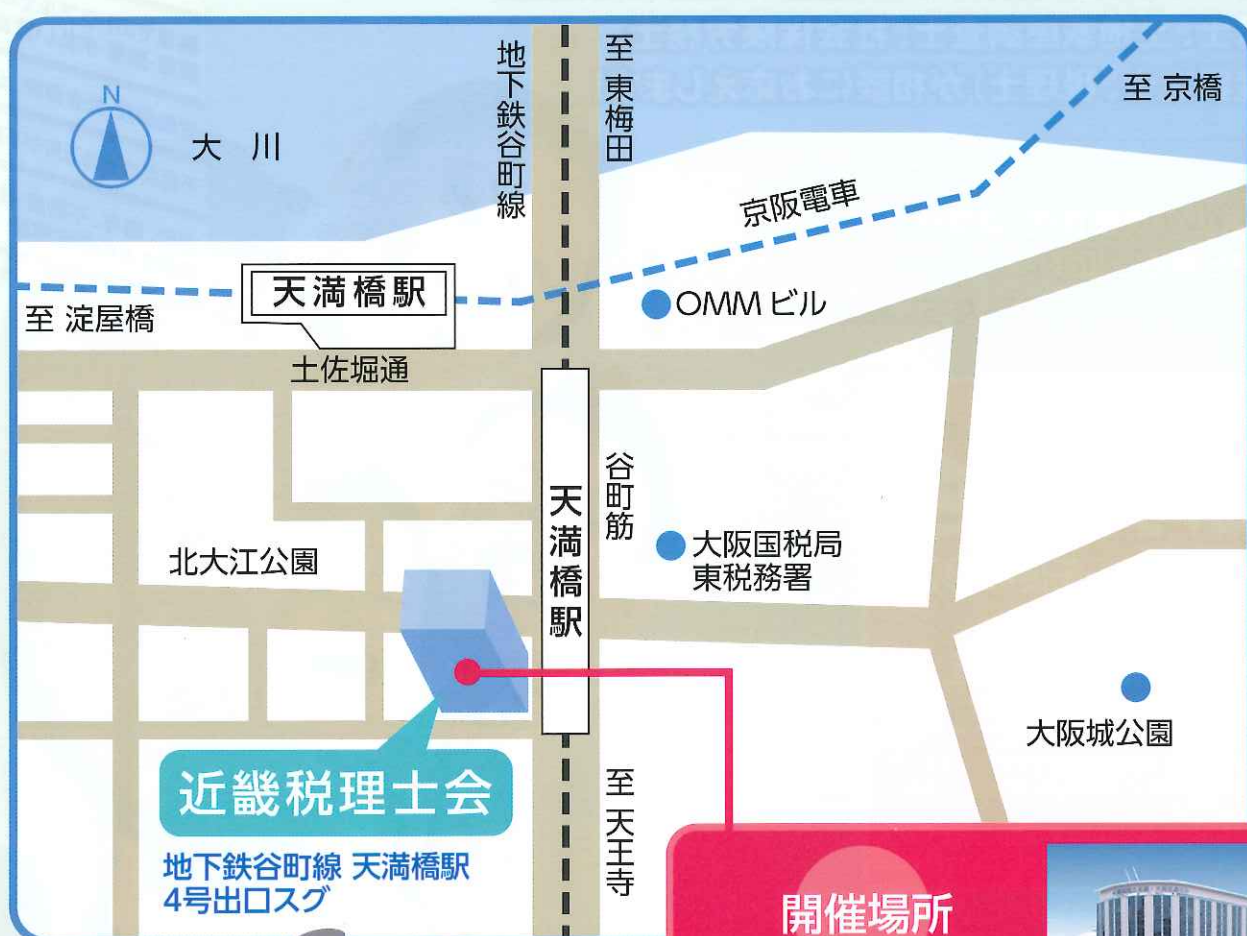 N
大川
地下鉄谷町線
至 東梅田
至 京橋
京阪電車
天満橋駅
至 淀屋橋
OMM ビル
土佐堀通
谷町筋
天満橋駅
大阪国税局
東税務署
北大江公園
大阪城公園
近畿税理士会
地下鉄谷町線 天満橋駅
4号出口スグ
至 天王寺
開催場所